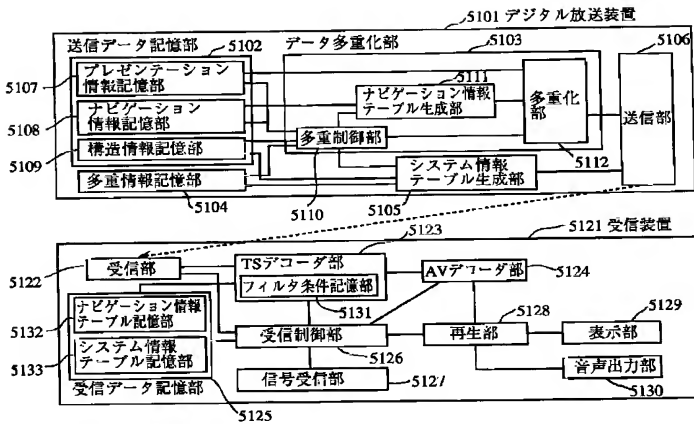 5101 デジタル放送装置
送信データ記憶部
5102
データ多重化部
5103
5106
5107
プレゼンテーション
情報記憶部
5111
5108
ナビゲーション
情報記憶部
ナビゲーション情報
テーブル生成部
多重化
部
送信部
5109
構造情報記憶部
多重制御部
5112
多重情報記憶部
5104
5110
システム情報
テーブル生成部
5105
5121 受信装置
5123
5122
受信部
TSデコーダ部
フィルタ条件記憶部
5131
AVデコーダ部
5124
5132
ナビゲーション情報
テーブル記憶部
5133
システム情報
テーブル記憶部
受信データ記憶部
5125
受信制御部
5126
再生部
5128
表示部
5129
信号受信部
5127
音声出力部
5130